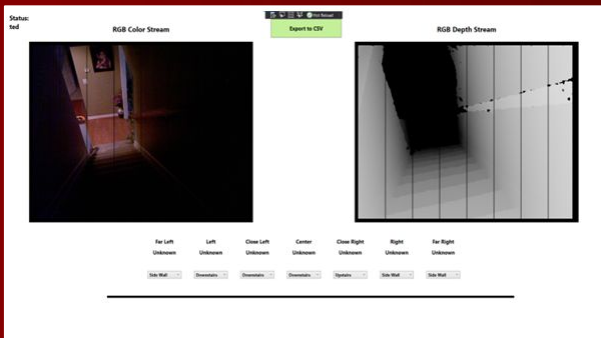 Status:
ted
Hot Reload
RGB Color Stream
Export to CSV
RGB Depth Stream
Far Left Left Close Left Center Close Right Right Far Right
Unknown Unknown Unknown Unknown Unknown Unknown Unknown
Side Wall Downstairs Downstairs Downstairs Upstairs Side Wall Side Wall